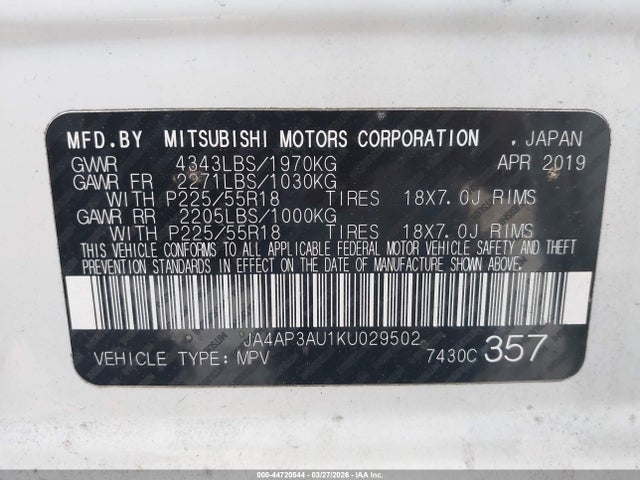 MFD.BY MITSUBISHI MOTORS CORPORATION , JAPAN
GVWR 4343LBS/1970KG APR 2019
GAWR FR 2271LBS/1030KG
WITH P225/55R18 TIRES 18X7.0J RIMS
GAWR RR 2205LBS/1000KG
WITH P225/55R18 TIRES 18X7.0J RIMS
THIS VEHICLE CONFORMS TO ALL APPLICABLE FEDERAL MOTOR VEHICLE SAFETY AND THEFT
PREVENTION STANDARDS IN EFFECT ON THE DATE OF MANUFACTURE SHOWN ABOVE.
JA4AP3AU1KU029502
VEHICLE TYPE: MPV 7430C 357
000-44720544 | 03/27/2026 | COPART.CA